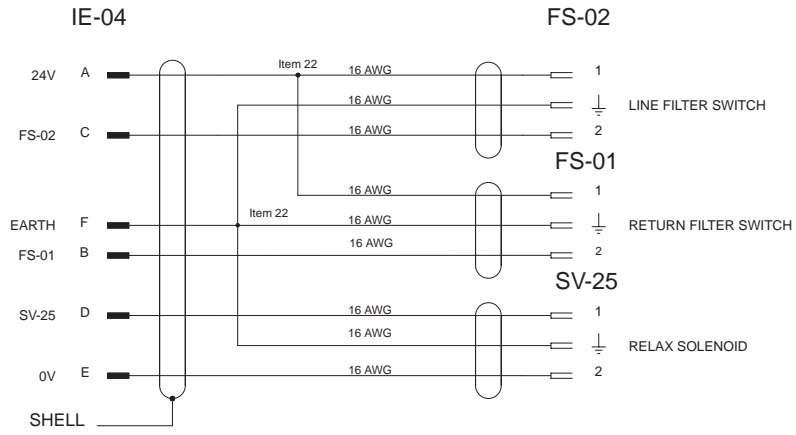 IE-04 FS-02
24V A Item 22 16 AWG 1
16 AWG LINE FILTER SWITCH
FS-02 C 16 AWG 2
FS-01
16 AWG 1
EARTH F Item 22 16 AWG RETURN FILTER SWITCH
FS-01 B 16 AWG 2
SV-25
SV-25 D 16 AWG 1
16 AWG RELAX SOLENOID
0V E 16 AWG 2
SHELL